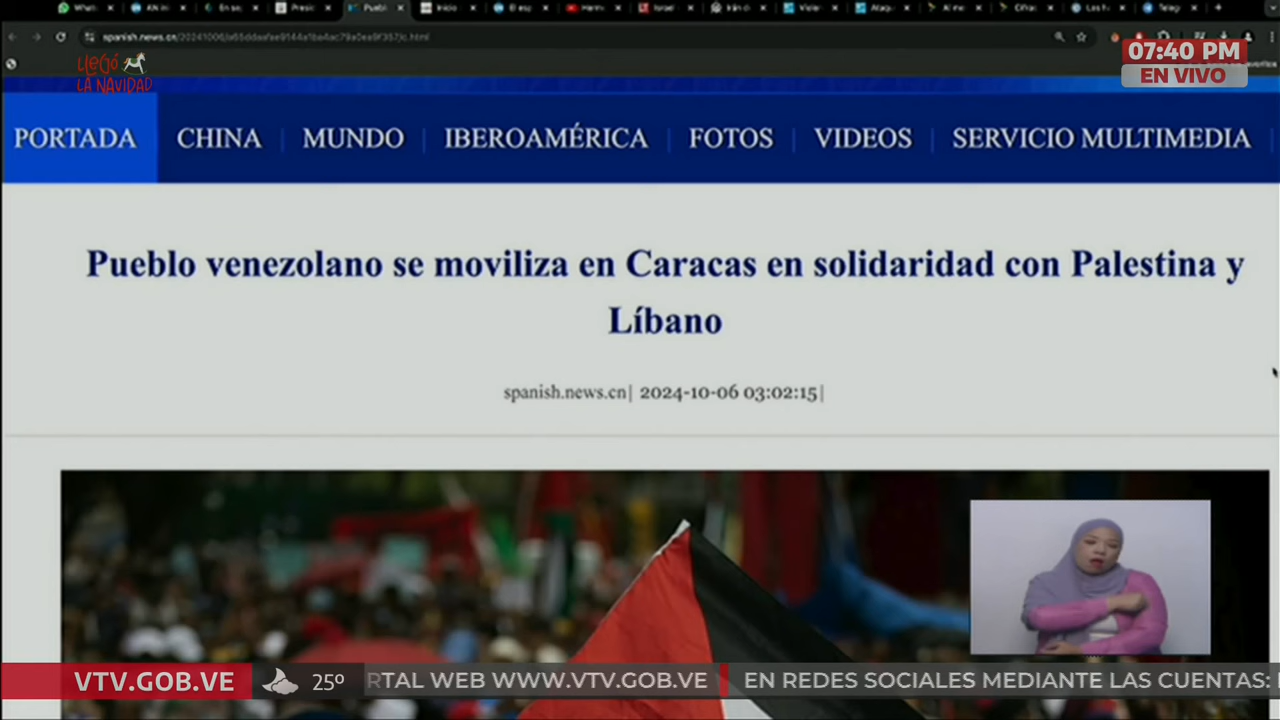 07:40 PM
EN VIVO
LLEGÓ
LA NAVIDAD
PORTADA
CHINA
MUNDO
IBEROAMÉRICA
FOTOS
VIDEOS
SERVICIO MULTIMEDIA
Pueblo venezolano se moviliza en Caracas en solidaridad con Palestina y
Líbano
spanish.news.cn| 2024-10-06 03:02:15|
VTV.GOB.VE
25º
RTAL WEB WWW.VTV.GOB.VE
EN REDES SOCIALES MEDIANTE LAS CUENTAS: